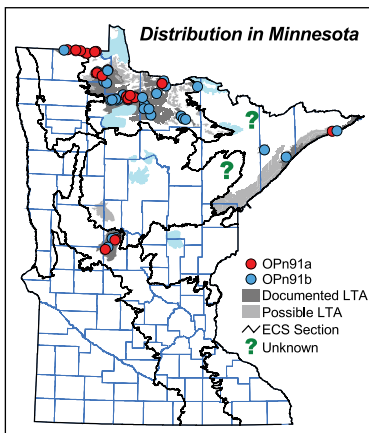 Distribution in Minnesota
?
?
OPn91a
OPn91b
Documented LTA
Possible LTA
ECS Section
? Unknown